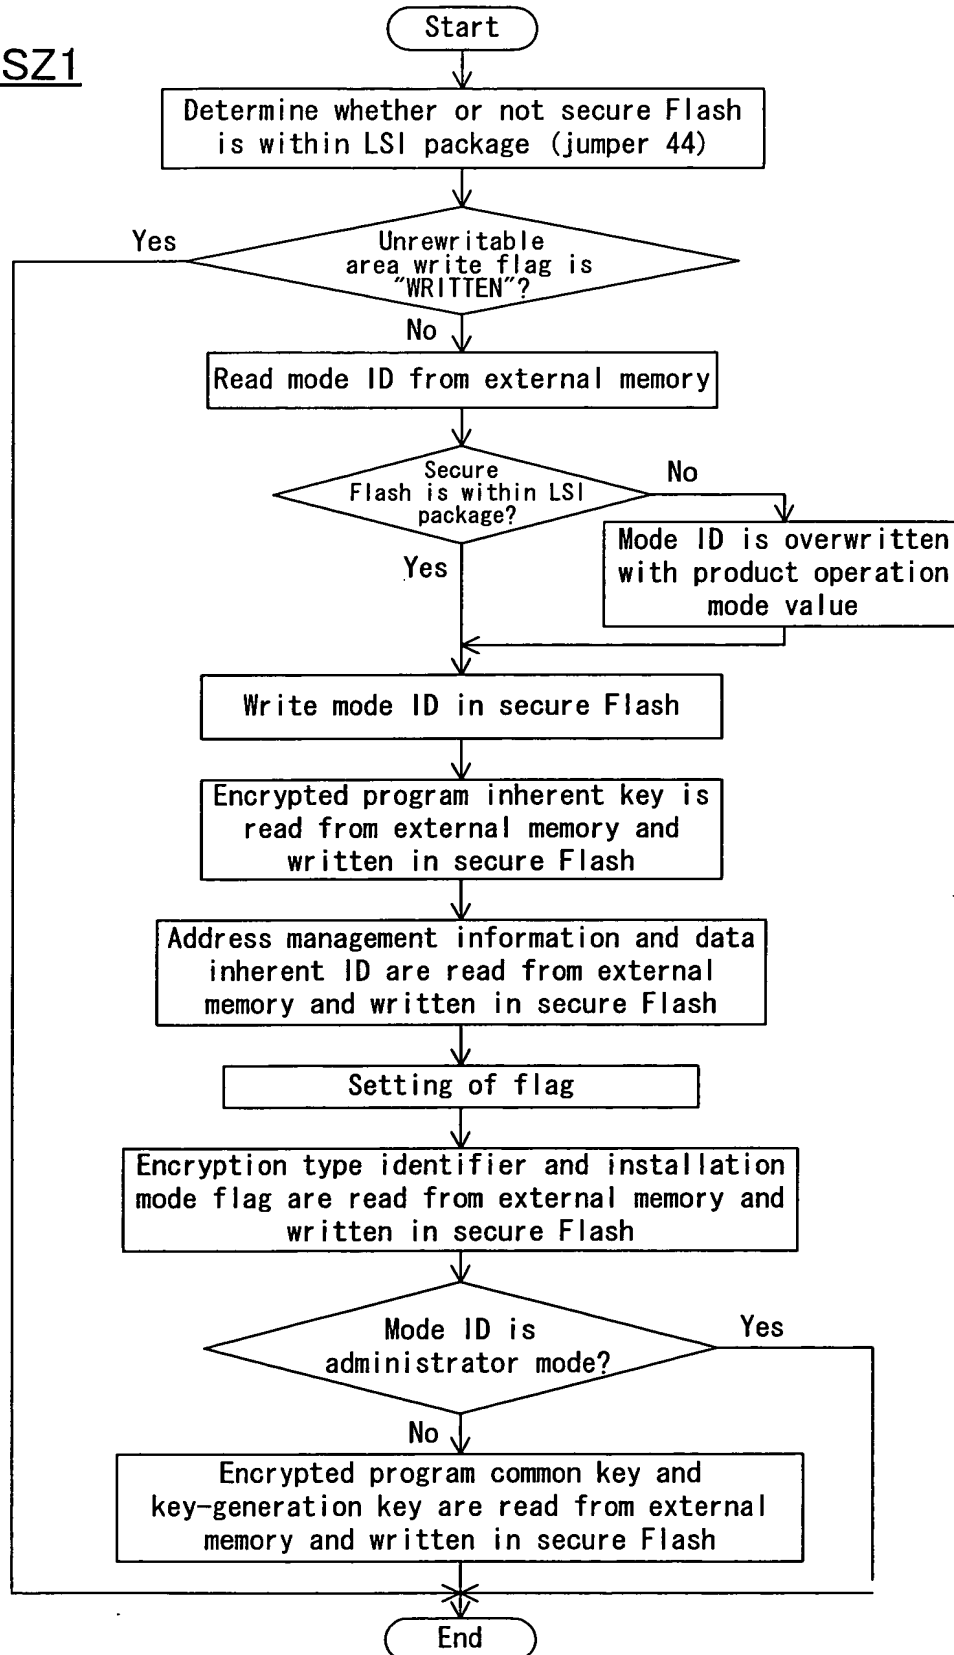 Start
SZ1
Determine whether or not secure Flash
is within LSI package (jumper 44)
Yes
Unrewritable
area write flag is
"WRITTEN"?
No
Read mode ID from external memory
Secure
Flash is within LSI
package?
No
Yes
Mode ID is overwritten
with product operation
mode value
Write mode ID in secure Flash
Encrypted program inherent key is
read from external memory and
written in secure Flash
Address management information and data
inherent ID are read from external
memory and written in secure Flash
Setting of flag
Encryption type identifier and installation
mode flag are read from external memory and
written in secure Flash
Mode ID is
administrator mode?
Yes
No
Encrypted program common key and
key-generation key are read from external
memory and written in secure Flash
End